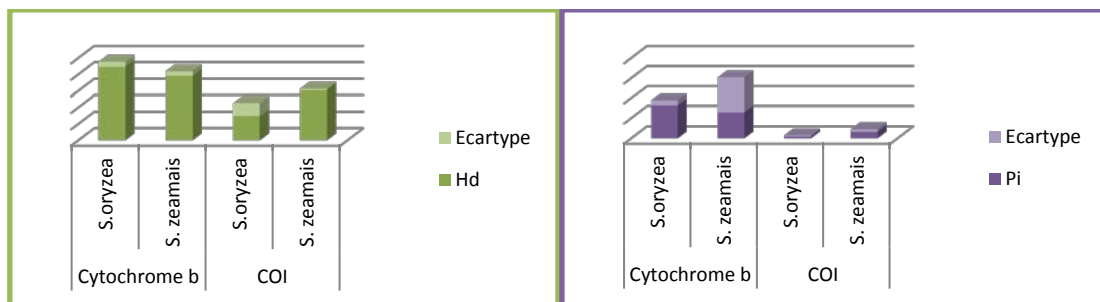 Ecartype
Hd
S.oryzea
S. zeamais
S.oryzea
S. zeamais
Cytochrome b
COI
Ecartype
Pi
S.oryzea
S. zeamais
S.oryzea
S. zeamais
Cytochrome b
COI